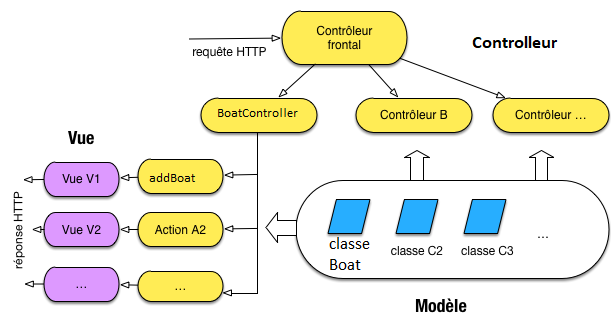 Contrôleur
frontal
requête HTTP
Controlleur
BoatController
Contrôleur B
Contrôleur ...
Vue
Vue V1
addBoat
Vue V2
Action A2
...
...
réponse HTTP
classe
Boat
classe C2
classe C3
...
Modèle